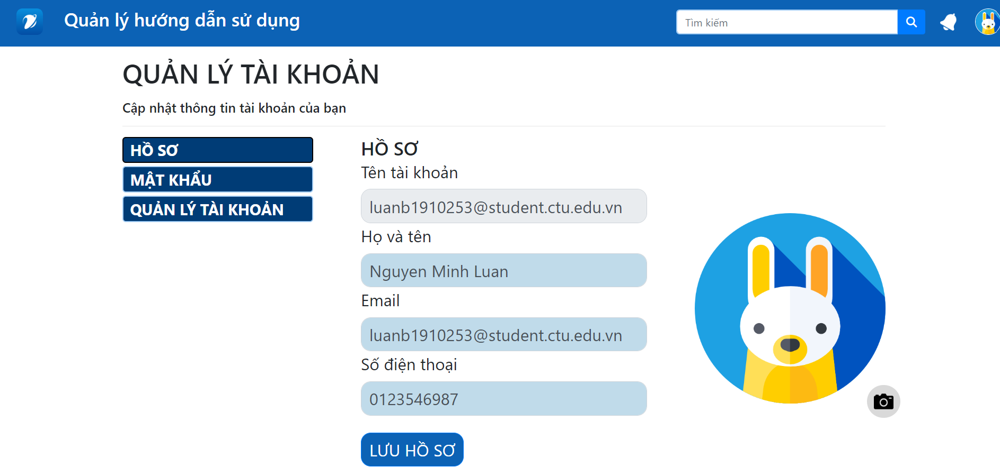 Quản lý hướng dẫn sử dụng
Tìm kiếm
QUẢN LÝ TÀI KHOẢN
Cập nhật thông tin tài khoản của bạn
HỒ SƠ
MẬT KHẨU
QUẢN LÝ TÀI KHOẢN
HỒ SƠ
Tên tài khoản
luanb1910253@student.ctu.edu.vn
Họ và tên
Nguyen Minh Luan
Email
luanb1910253@student.ctu.edu.vn
Số điện thoại
0123546987
LƯU HỒ SƠ